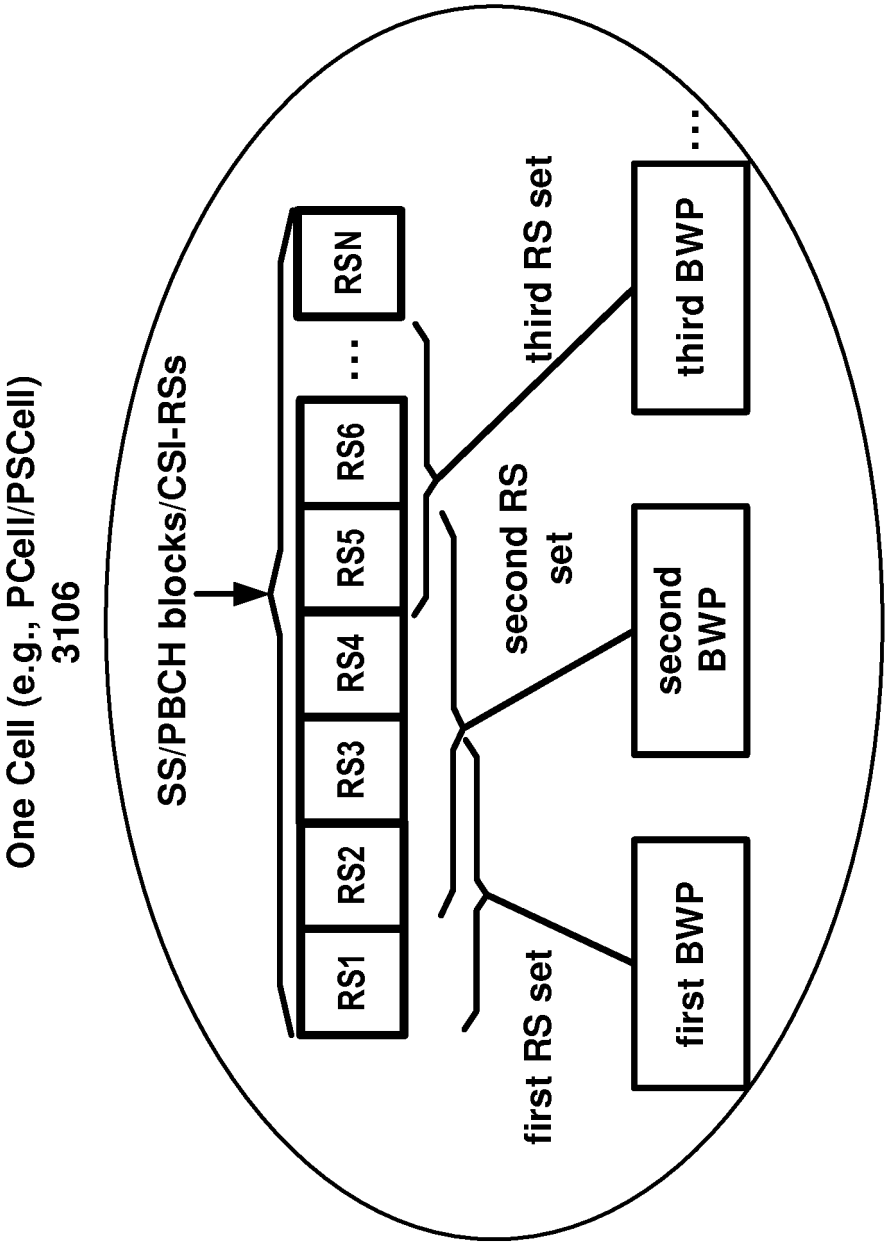 One Cell (e.g., PCell/PSCell)
3106
SS/PBCH blocks/CSI-RSs
RS1
RS2
RS3
RS4
RS5
RS6
...
RSN
first RS set
second RS
set
third RS set
first BWP
second
BWP
third BWP
...